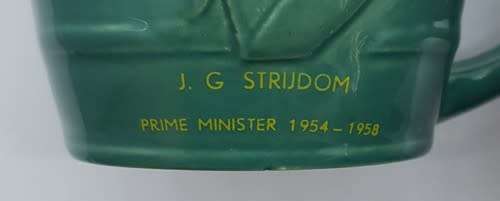 J. G STRIJDOM
PRIME MINISTER 1954-1958